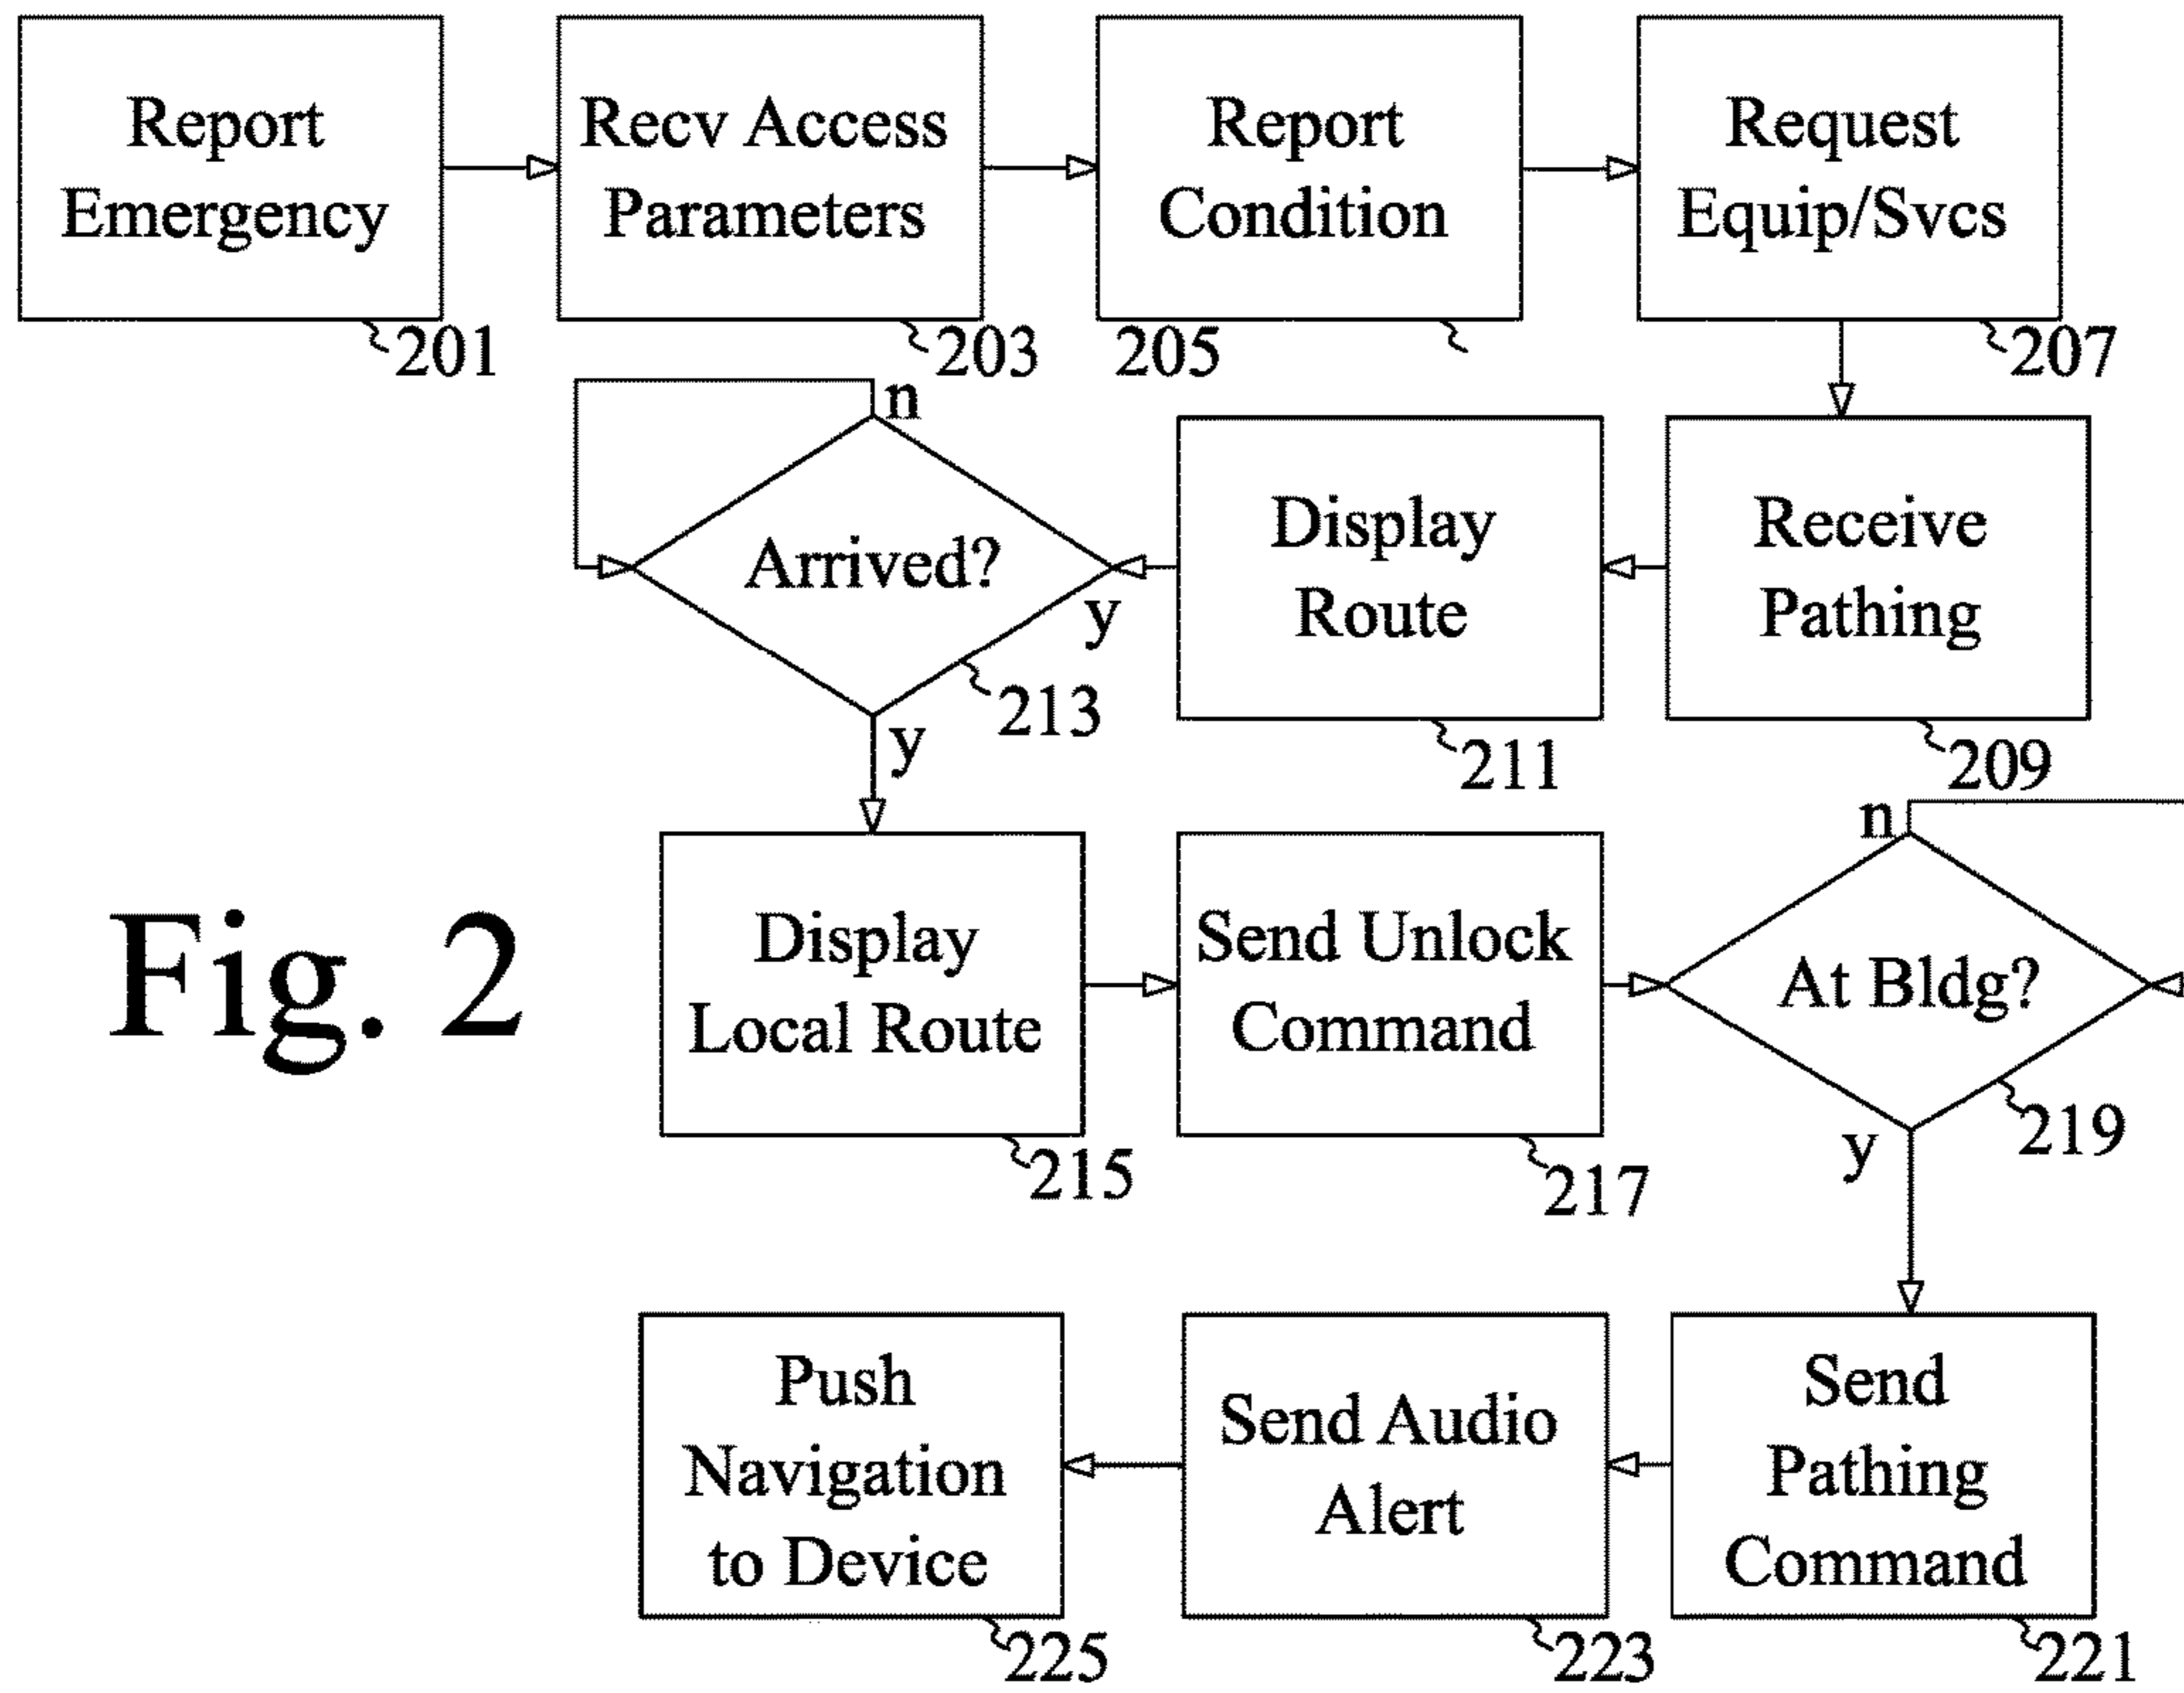 Report
Emergency
201
Recv Access
Parameters
203
Report
Condition
205
Request
Equip/Svcs
207
n
Arrived?
y
213
y
Display
Route
211
Receive
Pathing
209
Fig. 2
Display
Local Route
215
Send Unlock
Command
217
n
At Bldg?
219
y
Push
Navigation
to Device
225
Send Audio
Alert
223
Send
Pathing
Command
221